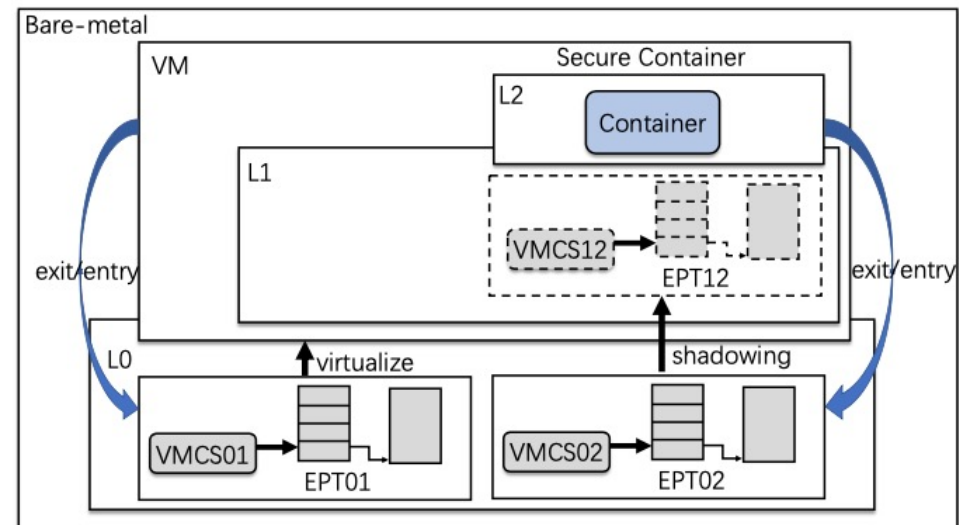 Bare-metal
VM
Secure Container
L2
Container
L1
VMCS12
EPT12
exit/entry
exit/entry
L0
virtualize
shadowing
VMCS01
EPT01
VMCS02
EPT02